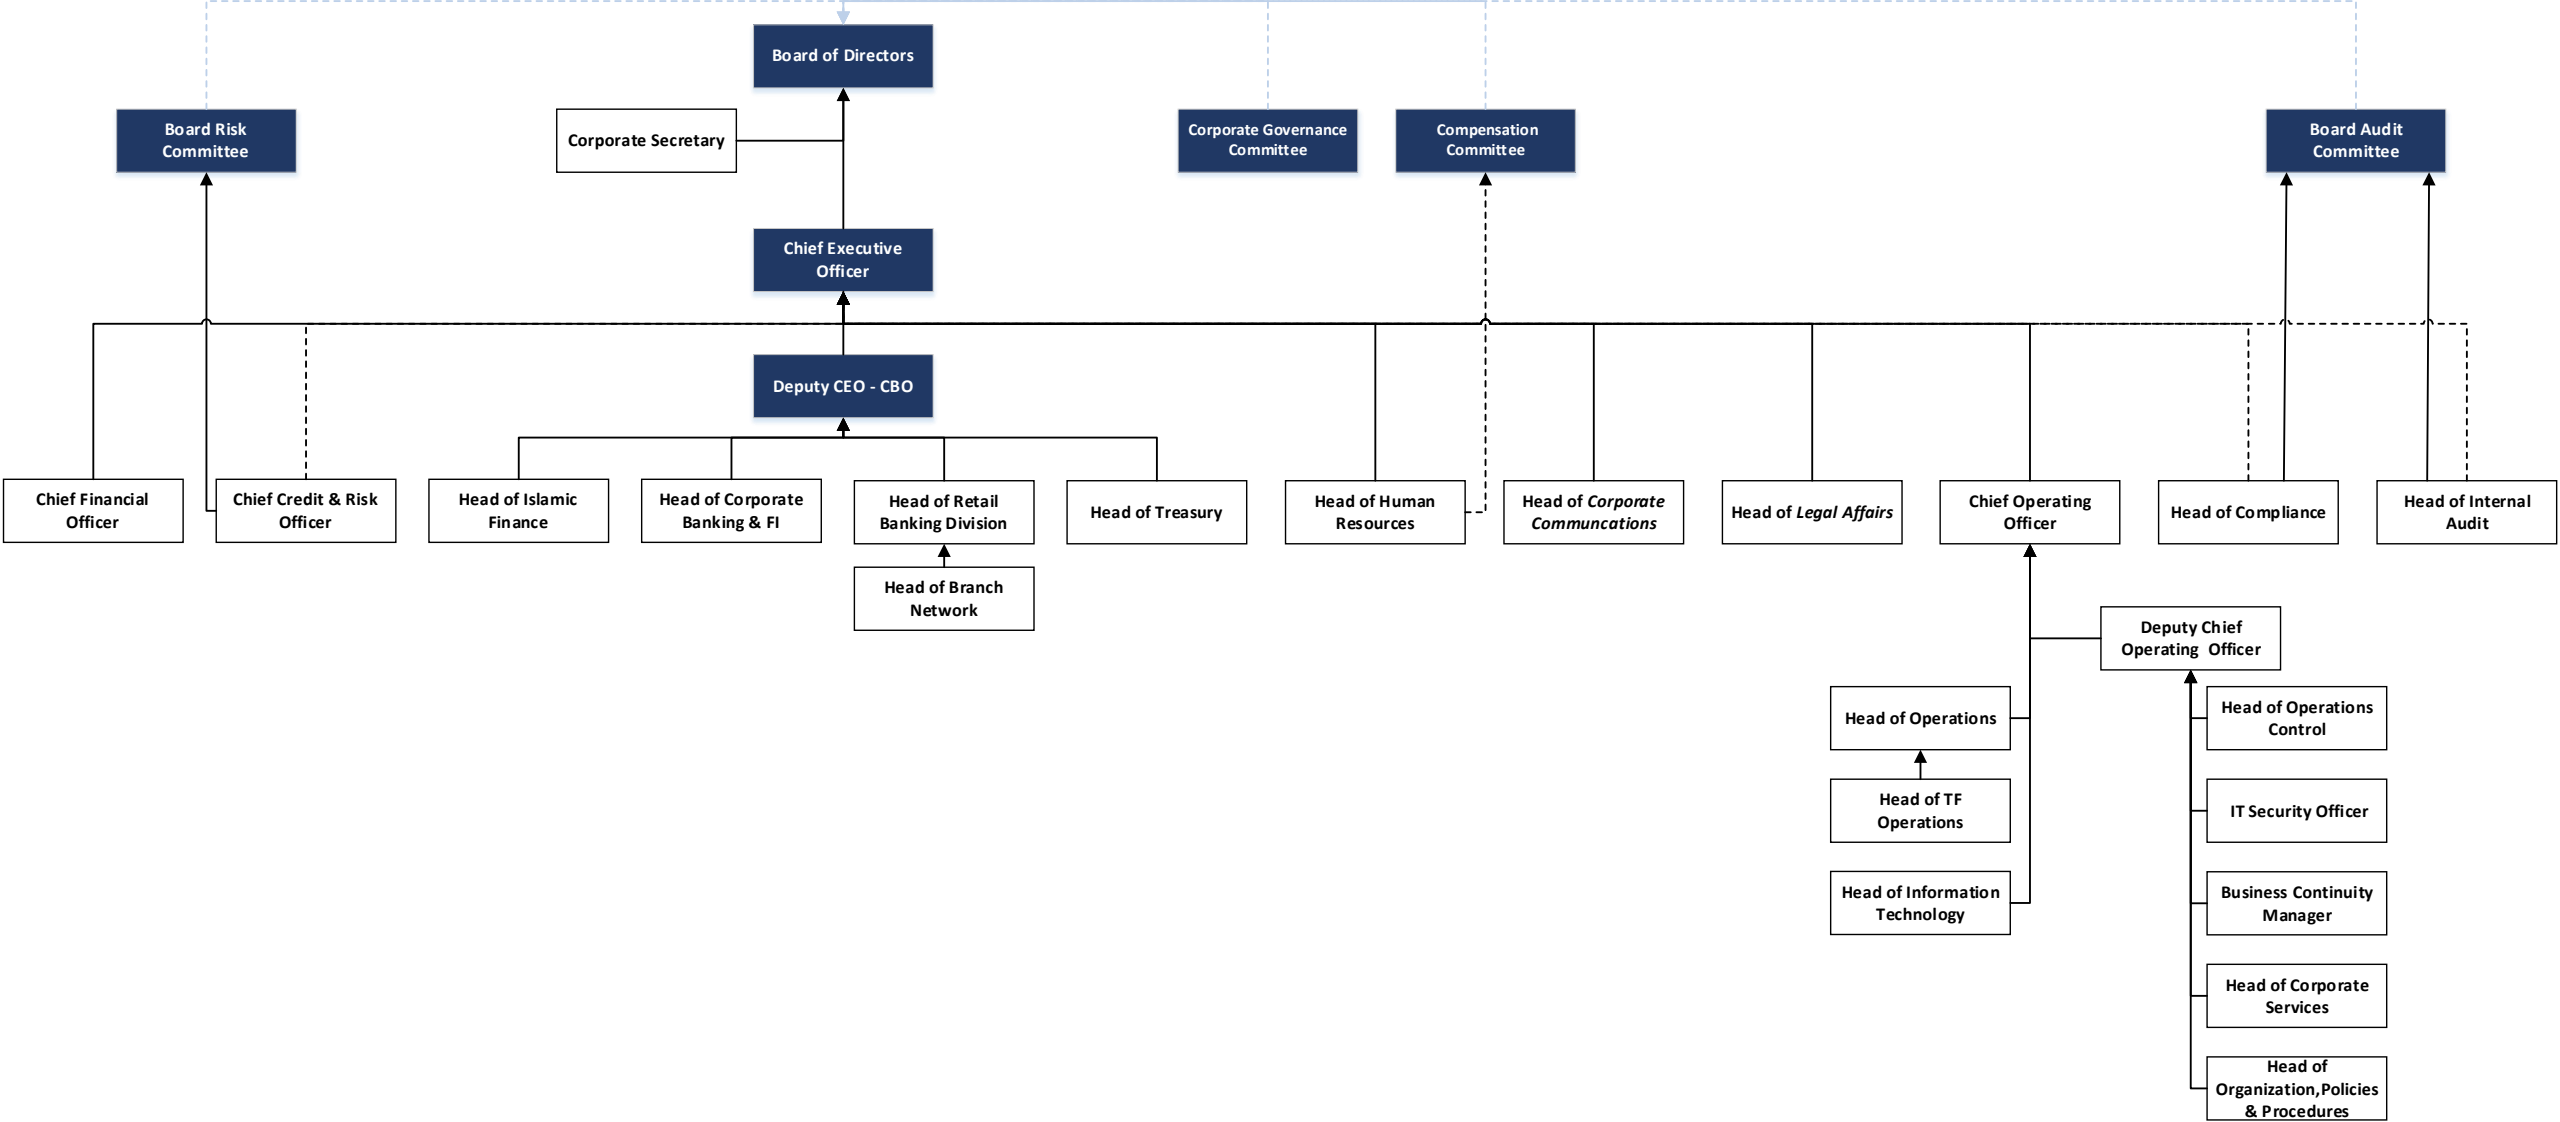 Board of Directors
Board Risk
Committee
Corporate Secretary
Corporate Governance
Committee
Compensation
Committee
Board Audit
Committee
Chief Executive
Officer
Deputy CEO - CBO
Chief Financial
Officer
Chief Credit & Risk
Officer
Head of Islamic
Finance
Head of Corporate
Banking & FI
Head of Retail
Banking Division
Head of Treasury
Head of Human
Resources
Head of Corporate
Communcations
Head of Legal Affairs
Chief Operating
Officer
Head of Compliance
Head of Internal
Audit
Head of Branch
Network
Deputy Chief
Operating Officer
Head of Operations
Head of Operations
Control
Head of TF
Operations
IT Security Officer
Head of Information
Technology
Business Continuity
Manager
Head of Corporate
Services
Head of
Organization,Policies
& Procedures